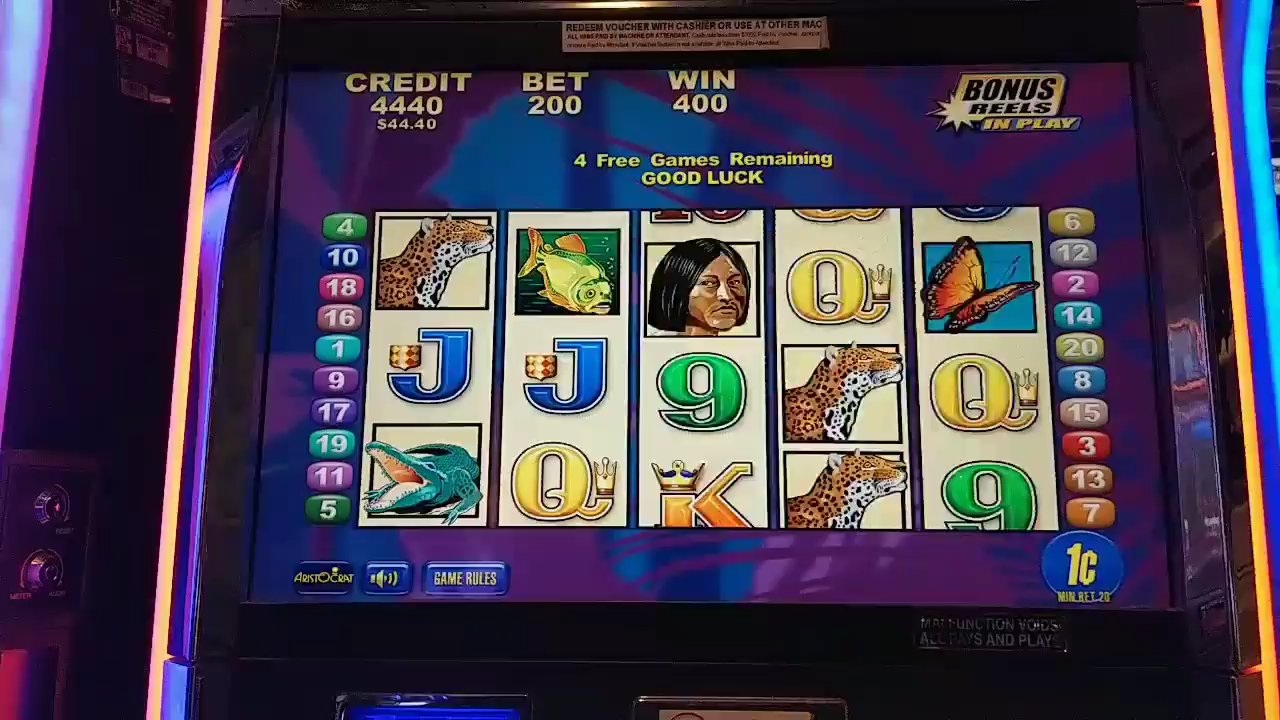 REDEEM VOUCHER WITH CASHIER OR USE AT OTHER MAC
CREDIT
4440
$44.40
BET
200
WIN
400
BONUS
REELS
IN PLAY
4 Free Games Remaining
GOOD LUCK
4
10
18
16
1
9
17
19
11
5
J
J
Q
9
K
Q
Q
9
6
12
2
14
20
8
15
3
13
7
ARISTOCRAT
GAME RULES
1¢
MIN.BET 20
MALFUNCTION VOIDS
ALL PAYS AND PLAYS
METER